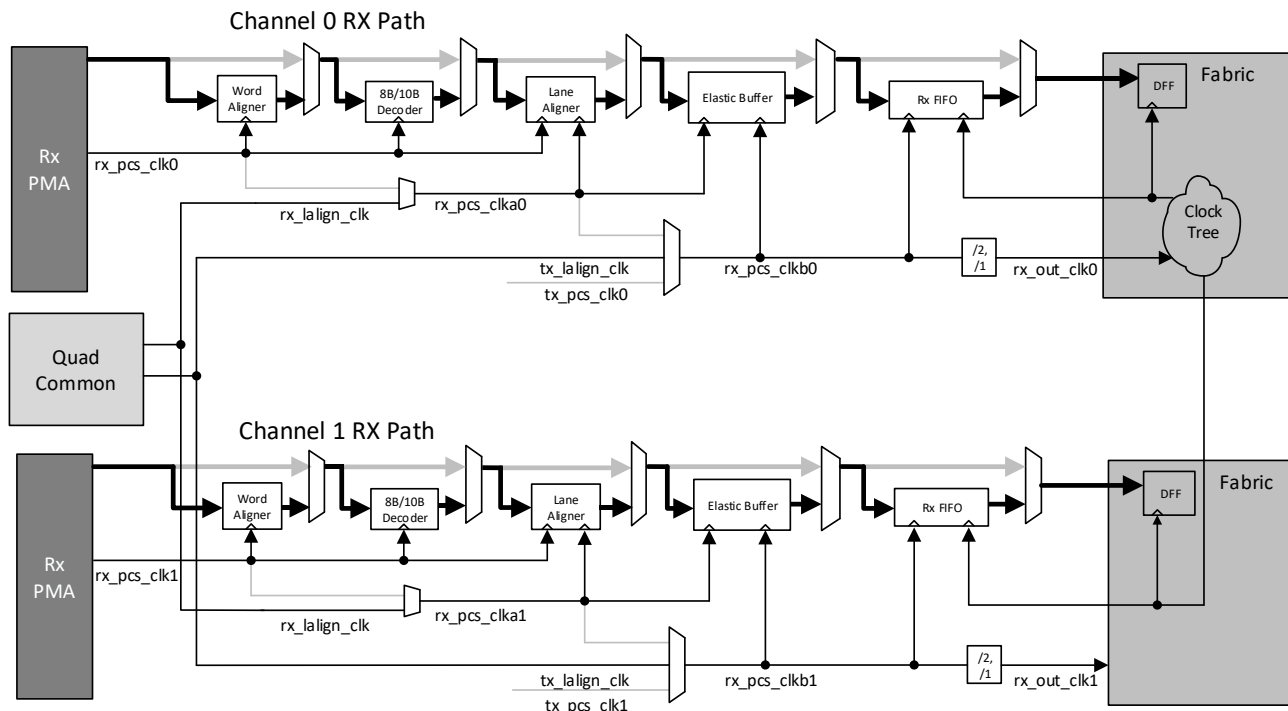 Channel 0 RX Path
Fabric
Word
Aligner
8B/10B
Decoder
Lane
Aligner
Elastic Buffer
Rx FIFO
DFF
Rx
PMA
rx_pcs_clk0
rx_lalign_clk
rx_pcs_clka0
Clock
Tree
tx_lalign_clk
tx_pcs_clk0
rx_pcs_clkb0
/2,
/1
rx_out_clk0
Quad
Common
Channel 1 RX Path
Fabric
Word
Aligner
8B/10B
Decoder
Lane
Aligner
Elastic Buffer
Rx FIFO
DFF
Rx
PMA
rx_pcs_clk1
rx_lalign_clk
rx_pcs_clka1
tx_lalign_clk
tx_pcs_clk1
rx_pcs_clkb1
/2,
/1
rx_out_clk1